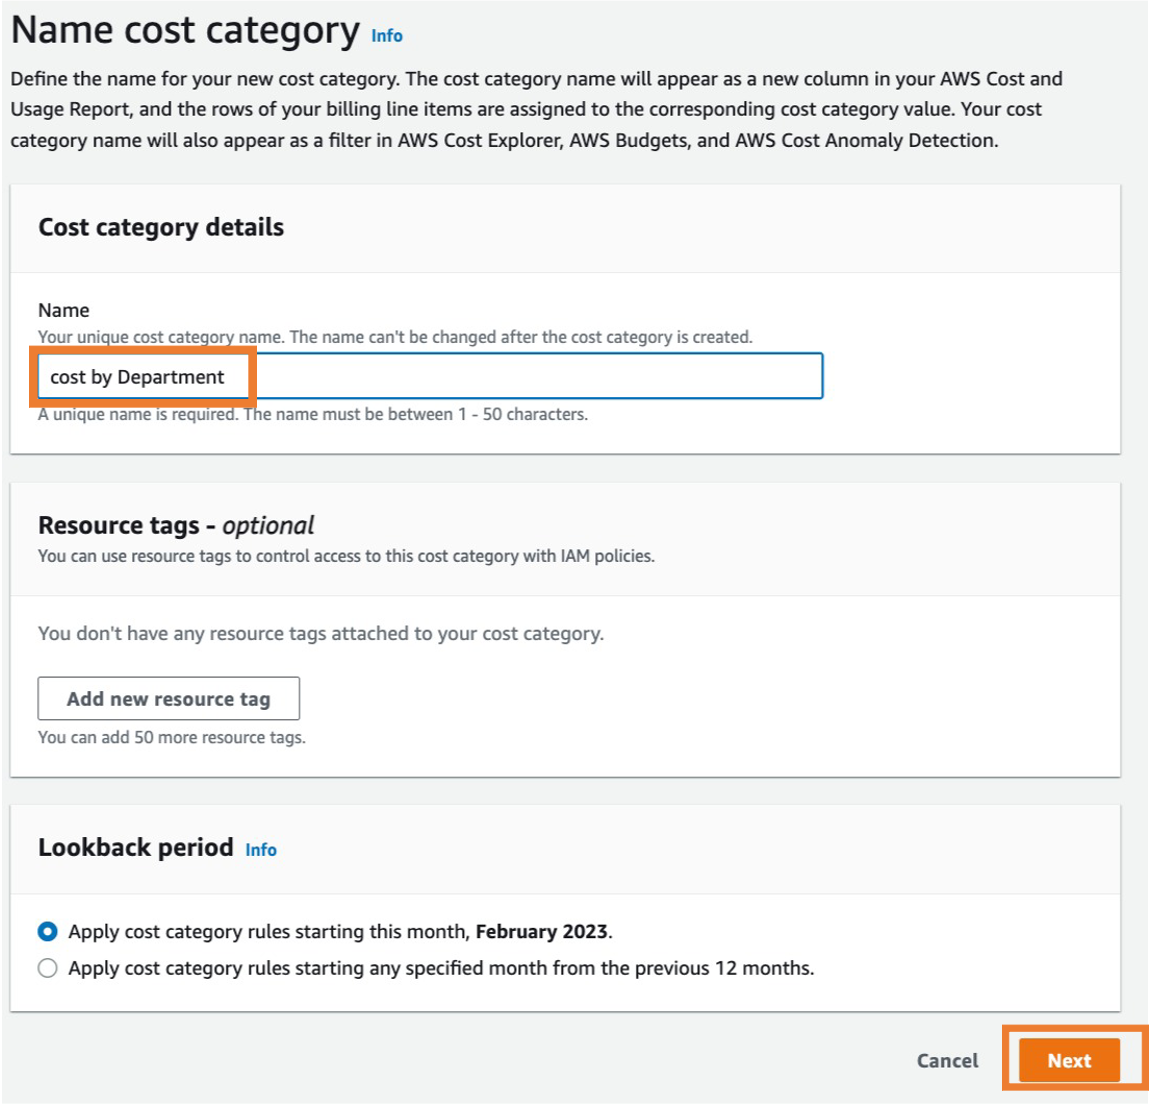 Name cost category Info
Define the name for your new cost category. The cost category name will appear as a new column in your AWS Cost and
Usage Report, and the rows of your billing line items are assigned to the corresponding cost category value. Your cost
category name will also appear as a filter in AWS Cost Explorer, AWS Budgets, and AWS Cost Anomaly Detection.
Cost category details
Name
Your unique cost category name. The name can't be changed after the cost category is created.
cost by Department
A unique name is required. The name must be between 1 - 50 characters.
Resource tags - optional
You can use resource tags to control access to this cost category with IAM policies.
You don't have any resource tags attached to your cost category.
Add new resource tag
You can add 50 more resource tags.
Lookback period Info
Apply cost category rules starting this month, February 2023.
Apply cost category rules starting any specified month from the previous 12 months.
Cancel Next